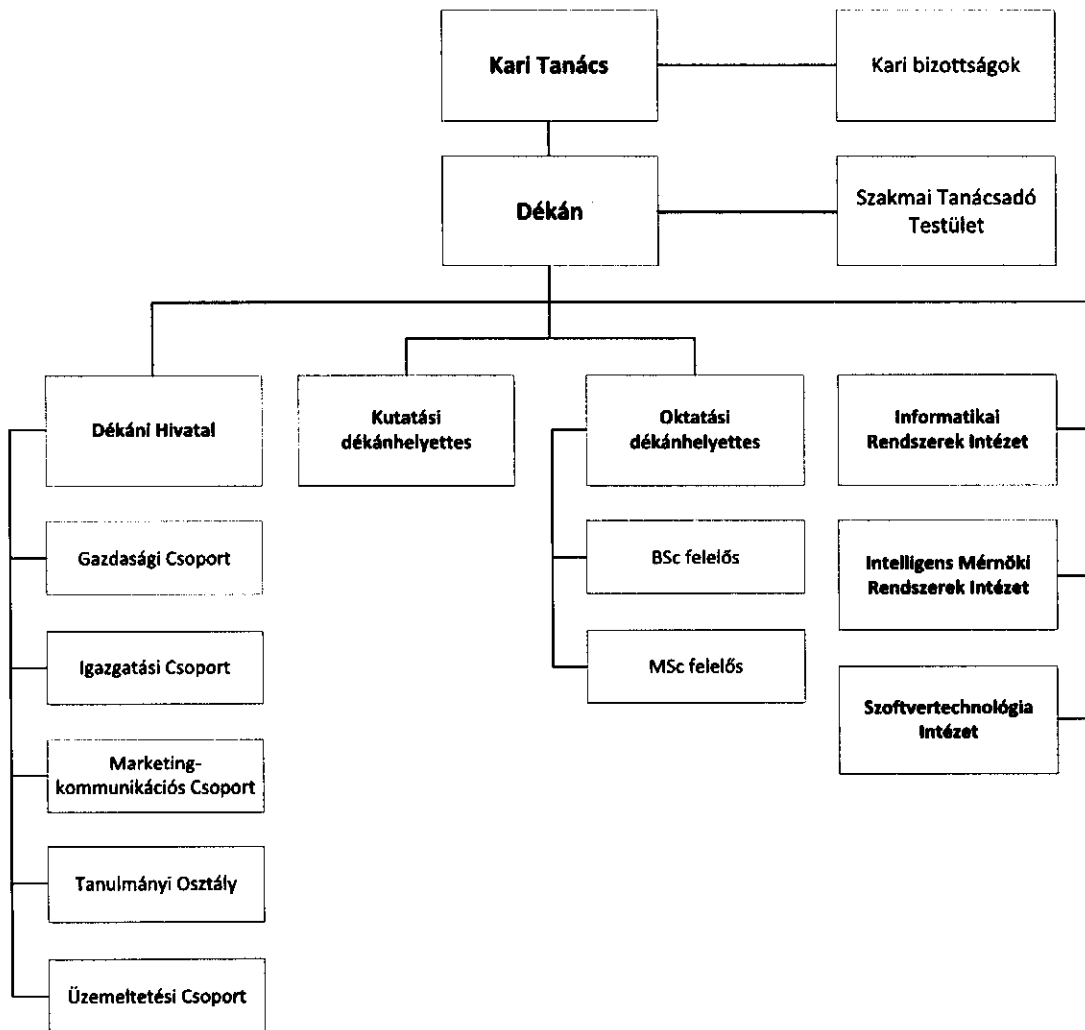 Kari Tanács
Kari bizottságok
Dékán
Szakmai Tanácsadó
Testület
Dékáni Hivatal
Kutatási
dékánhelyettes
Oktatási
dékánhelyettes
Informatikai
Rendszerek Intézet
Gazdasági Csoport
BSc felelős
Intelligens Mérnöki
Rendszerek Intézet
Igazgatási Csoport
MSc felelős
Szoftvertechnológia
Intézet
Marketing-
kommunikációs Csoport
Tanulmányi Osztály
Üzemeltetési Csoport